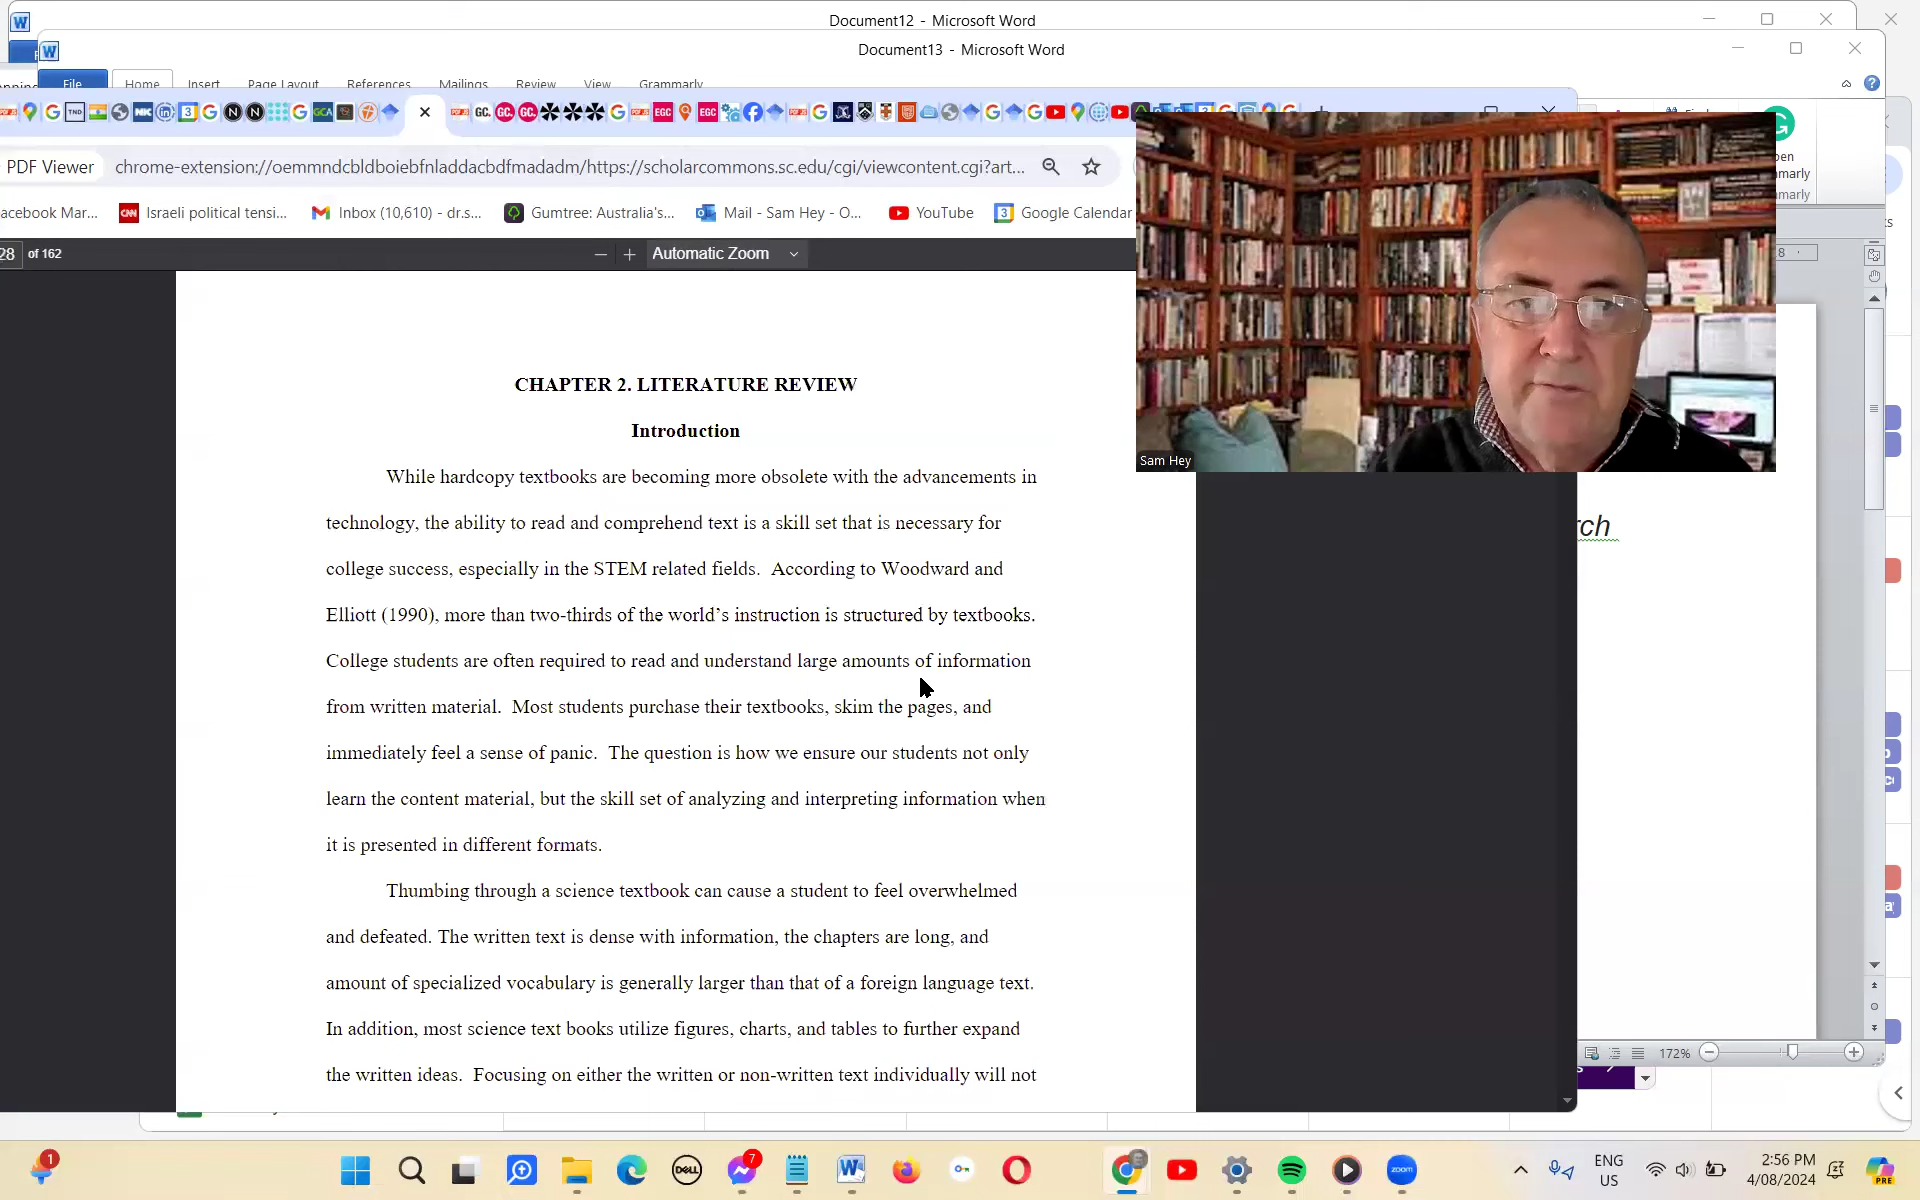 Document12 - Microsoft Word
Document13 - Microsoft Word
File Home Insert Page Layout References Mailings Review View Grammarly
PDF Viewer chrome-extension://oemmndcbldboiebfnladdacbdfmadadm/https://scholarcommons.sc.edu/cgi/viewcontent.cgi?art...
acebook Mar... Israeli political tensi... Inbox (10,610) - dr.s... Gumtree: Australia's... Mail - Sam Hey - O... YouTube Google Calendar
28 of 162 Automatic Zoom
Sam Hey
CHAPTER 2. LITERATURE REVIEW
Introduction
While hardcopy textbooks are becoming more obsolete with the advancements in
technology, the ability to read and comprehend text is a skill set that is necessary for
college success, especially in the STEM related fields. According to Woodward and
Elliott (1990), more than two-thirds of the world's instruction is structured by textbooks.
College students are often required to read and understand large amounts of information
from written material. Most students purchase their textbooks, skim the pages, and
immediately feel a sense of panic. The question is how we ensure our students not only
learn the content material, but the skill set of analyzing and interpreting information when
it is presented in different formats.
Thumbing through a science textbook can cause a student to feel overwhelmed
and defeated. The written text is dense with information, the chapters are long, and
amount of specialized vocabulary is generally larger than that of a foreign language text.
In addition, most science text books utilize figures, charts, and tables to further expand
the written ideas. Focusing on either the written or non-written text individually will not
rch
172%
ENG
US
2:56 PM
4/08/2024